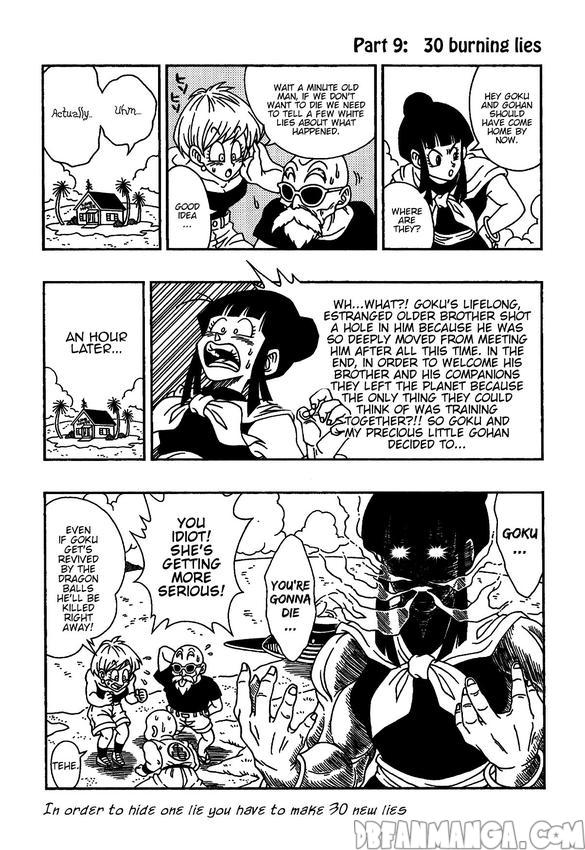 Part 9: 30 burning lies
HEY GOKU
AND GOHAN
SHOULD
HAVE COME
HOME BY
NOW.
WHERE
ARE
THEY?
WAIT A
MINUTE OLD
MAN, IF WE DON'T
WANT TO DIE WE NEED
TO TELL A FEW WHITE
LIES ABOUT WHAT
HAPPENED.
GOOD
IDEA
...
Uhm...
Actually..
WH...WHAT?! GOKU'S LIFELONG,
ESTRANGED OLDER BROTHER SHOT
A HOLE IN HIM BECAUSE HE WAS
SO DEEPLY MOVED FROM MEETING
HIM AFTER ALL THIS TIME. IN THE
END, IN ORDER TO WELCOME HIS
BROTHER AND HIS COMPANIONS
THEY LEFT THE PLANET BECAUSE
THE ONLY THING THEY COULD
THINK OF WAS TRAINING
TOGETHER?!! SO GOKU AND
MY PRECIOUS LITTLE GOHAN
DECIDED TO...
AN HOUR
LATER...
GOKU
...
YOU'RE
GONNA
DIE
...
YOU
IDIOT!
SHE'S
GETTING
MORE
SERIOUS!
EVEN
IF GOKU
GET'S
REVIVED
BY THE
DRAGON
BALLS
HE'LL BE
KILLED
RIGHT
AWAY!
TEHE.
In order to hide one lie you have to make 30 new lies
DBFANMANGA.COM